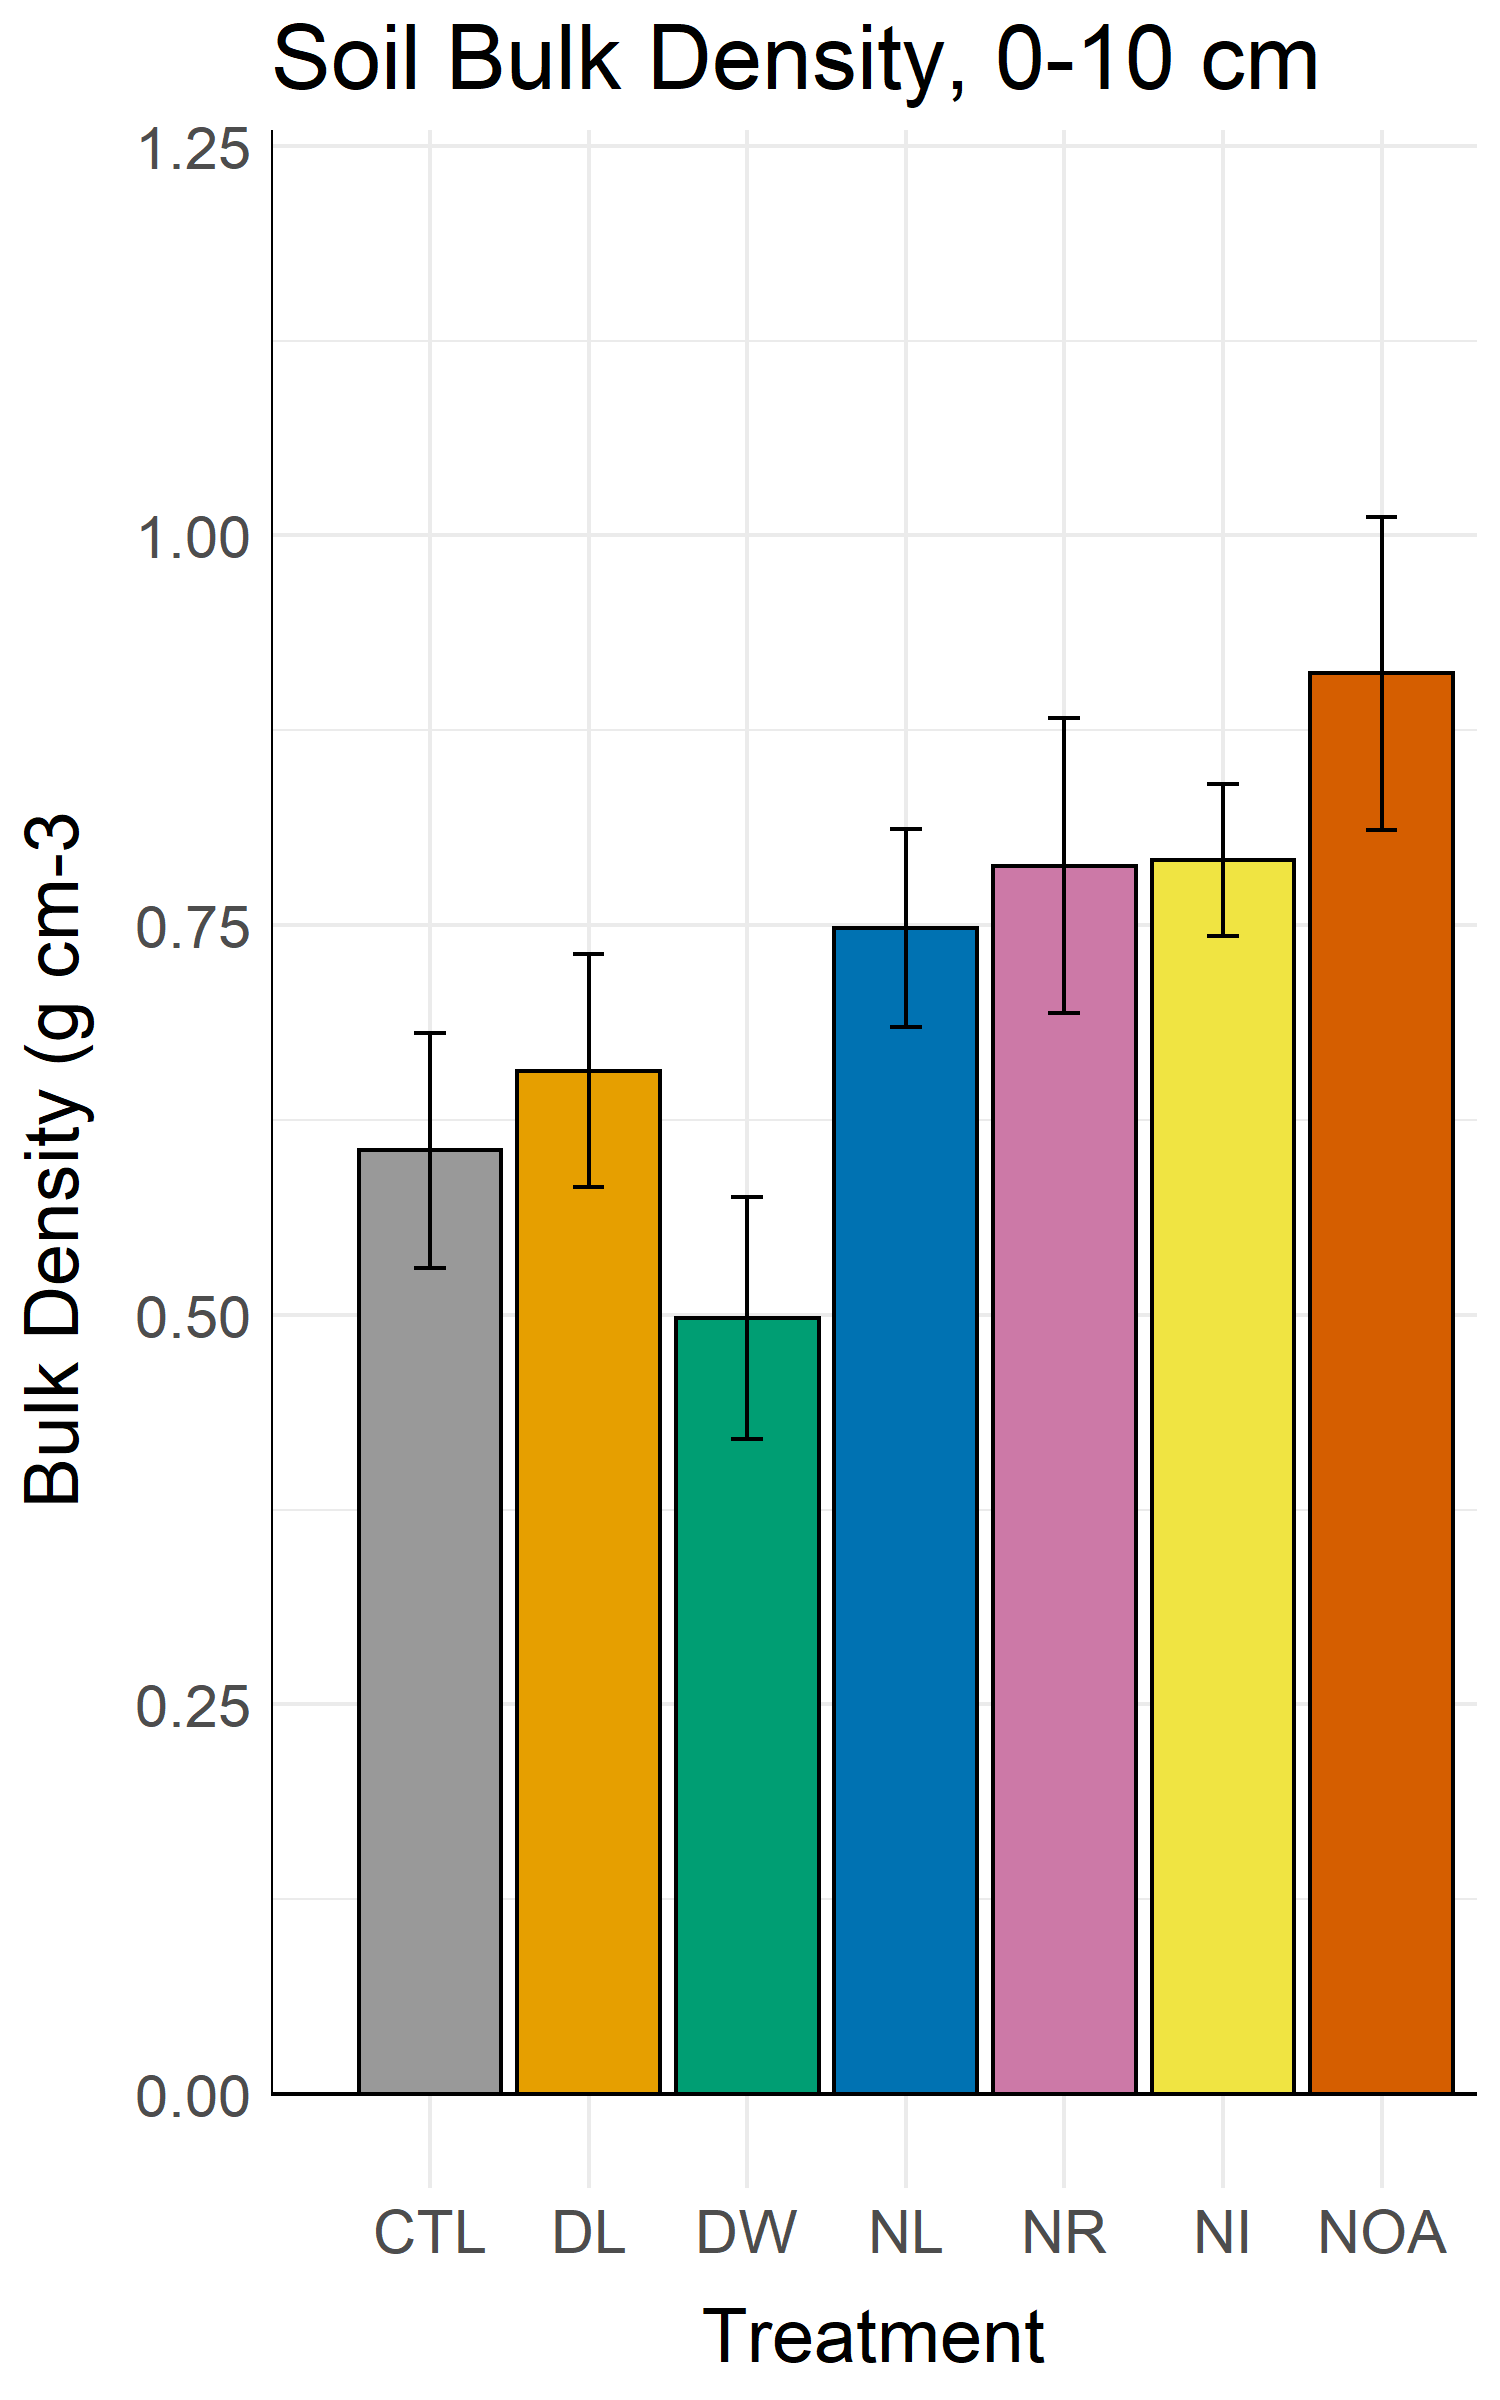 Soil Bulk Density, 0-10 cm
1.25
1.00
0.75
0.50
0.25
0.00
Bulk Density (g cm-3
CTL DL DW NL NR NI NOA
Treatment